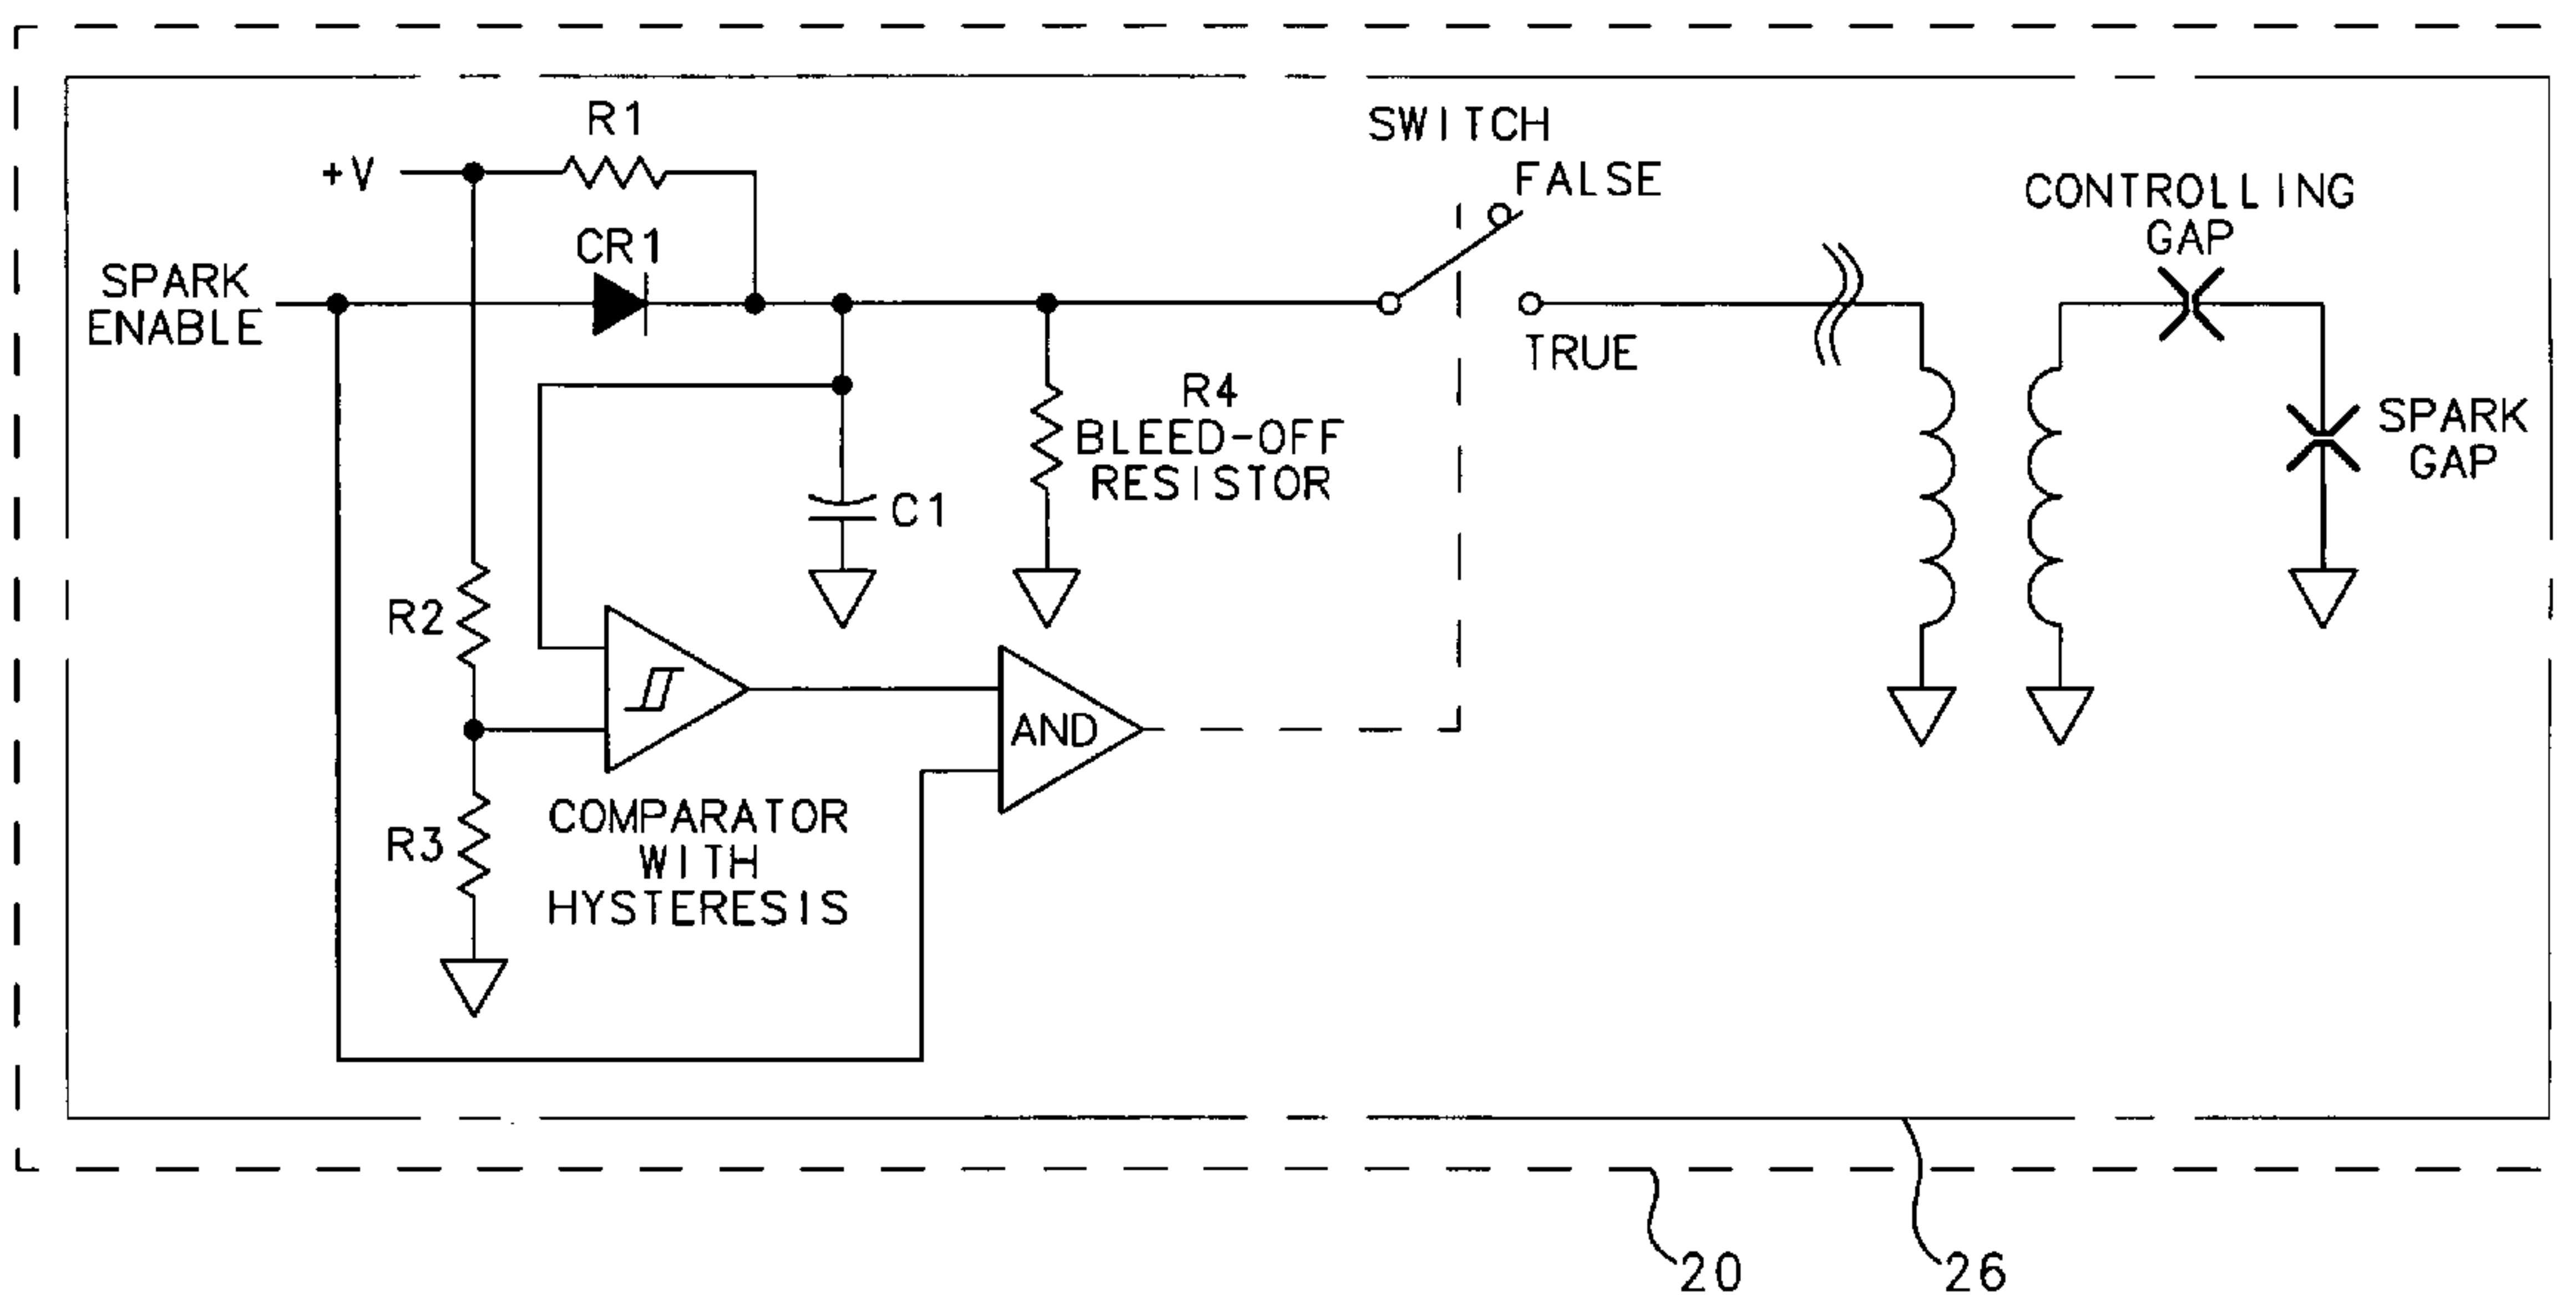 R1
+V
SWITCH
FALSE
CONTROLLING
GAP
CR1
SPARK
ENABLE
TRUE
R4
BLEED-OFF
RESISTOR
SPARK
GAP
C1
R2
AND
COMPARATOR
WITH
HYSTERESIS
R3
20
26